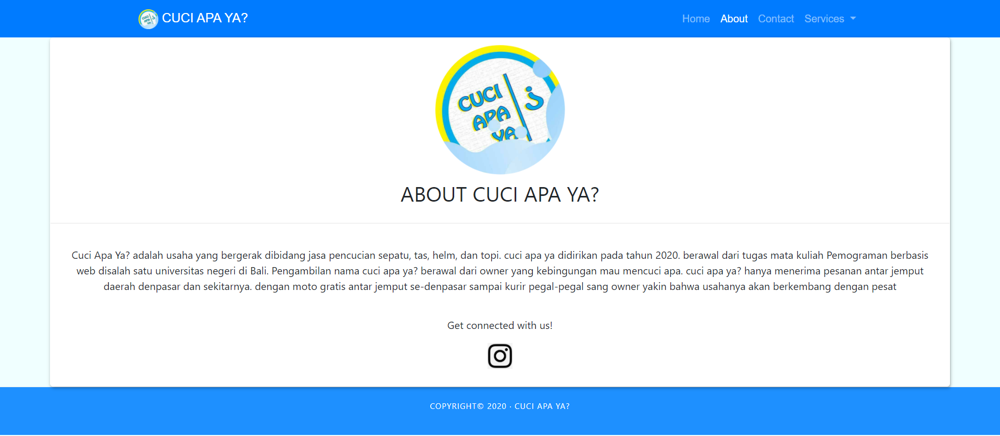 CUCI APA YA?
Home About Contact Services
CUCI
APA
YA
ABOUT CUCI APA YA?
Cuci Apa Ya? adalah usaha yang bergerak dibidang jasa pencucian sepatu, tas, helm, dan topi. cuci apa ya didirikan pada tahun 2020. berawal dari tugas mata kuliah Pemograman berbasis
web disalah satu universitas negeri di Bali. Pengambilan nama cuci apa ya? berawal dari owner yang kebingungan mau mencuci apa. cuci apa ya? hanya menerima pesanan antar jemput
daerah denpasar dan sekitarnya. dengan moto gratis antar jemput se-denpasar sampai kurir pegal-pegal sang owner yakin bahwa usahanya akan berkembang dengan pesat
Get connected with us!
COPYRIGHT© 2020 · CUCI APA YA?